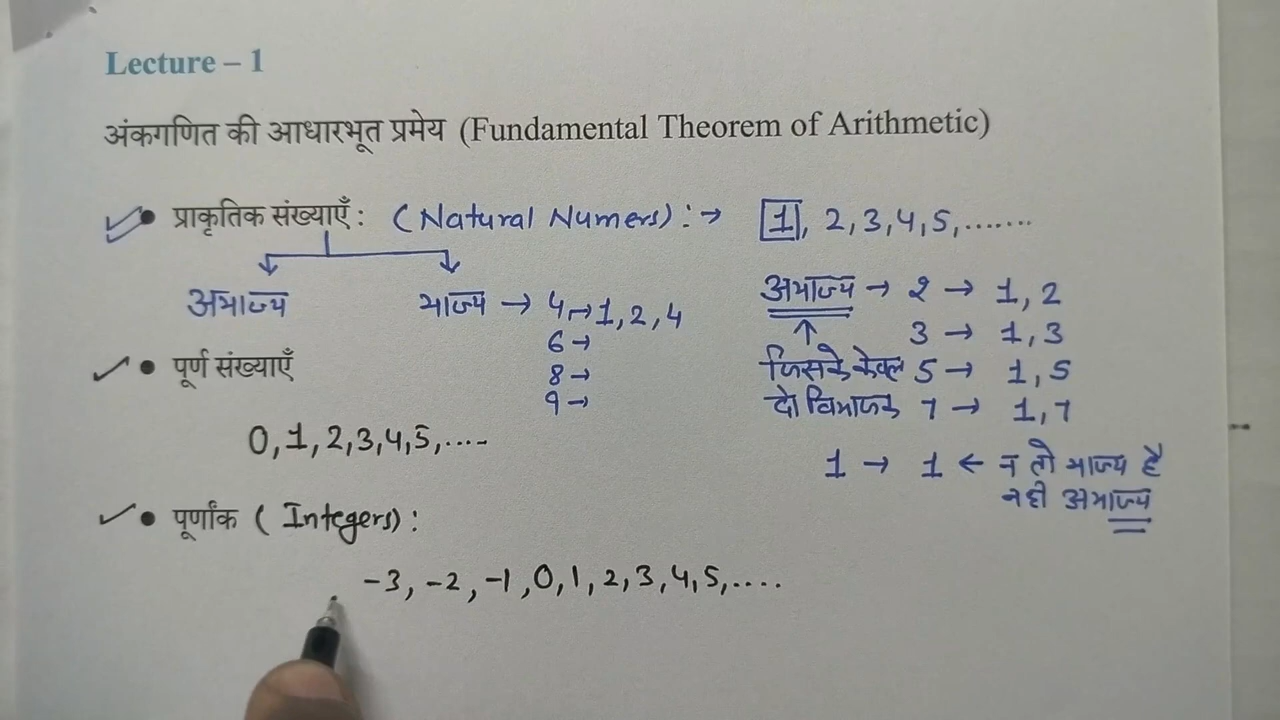 Lecture – 1
अंकगणित की आधारभूत प्रमेय (Fundamental Theorem of Arithmetic)
• प्राकृतिक संख्याएँ : (Natural Numers) :→ 1, 2, 3, 4, 5, .......
अभाज्य
भाज्य → 4 → 1, 2, 4
6 →
8 →
9 →
अभाज्य → 2 → 1, 2
3 → 1, 3
जिसके केवल 5 → 1, 5
दो विभाजक 7 → 1, 7
1 → 1 ← न तो भाज्य है
न ही अभाज्य
• पूर्ण संख्याएँ
0, 1, 2, 3, 4, 5, .....
• पूर्णांक ( Integers) :
-3, -2, -1, 0, 1, 2, 3, 4, 5, ....